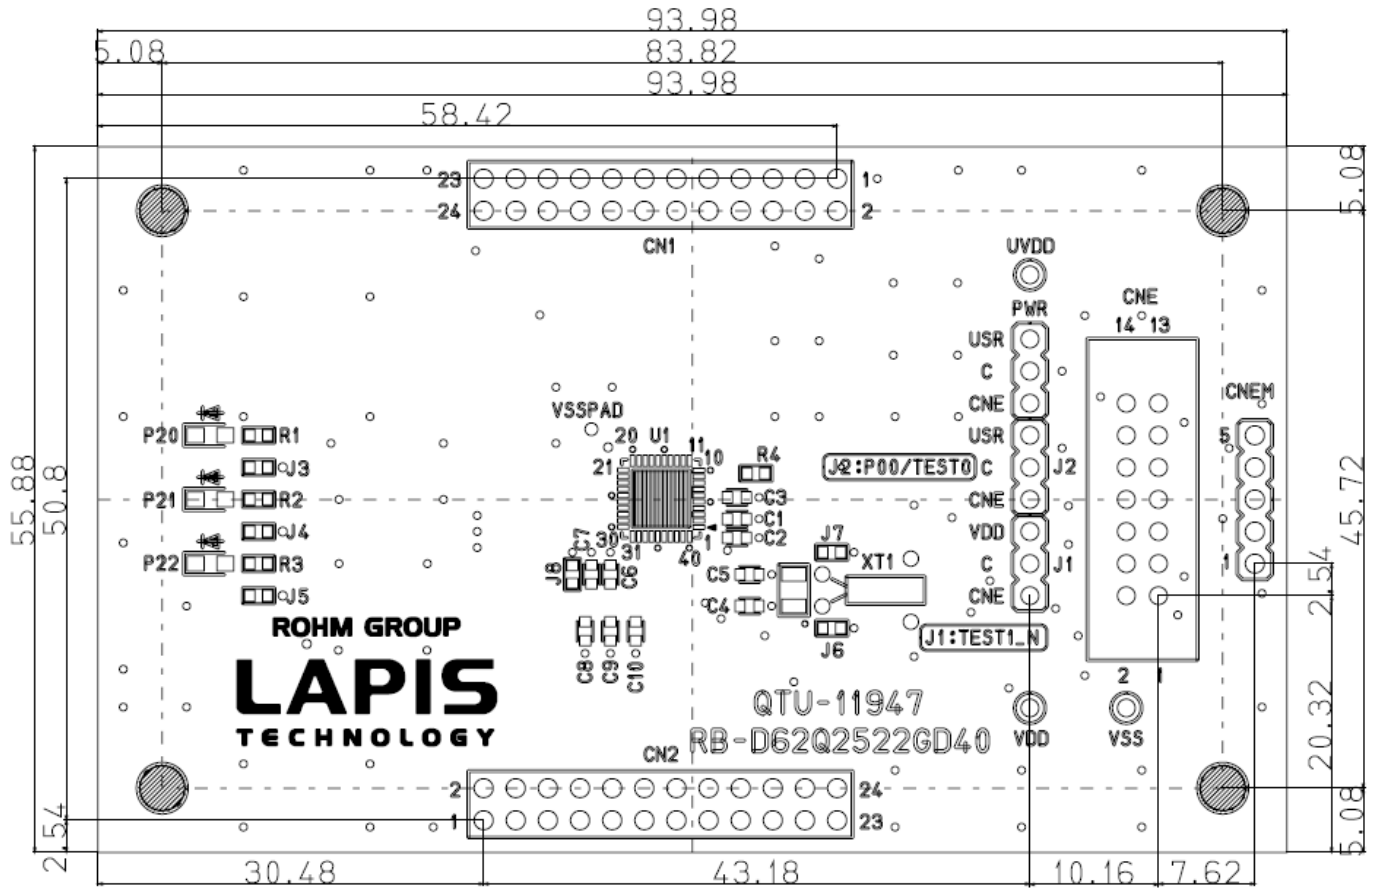 93.98
5.08 83.82
93.98
58.42
5.08
23 1
24 2
CN1
UVDD
CNE
PWR 14 13
USR
C
CNE
CNEM
VSSPAD
P20 R1 20 U1 11 USR 5
J3 21 10 R4 J2:P00/TEST0 C J2
P21 R2 C3 CNE
55.88 50.8 45.72
J4 C1 VDD
30 31 40 1 C2 J7
P22 R3 C7 J8 C6 C5 XT1 C J1 1
J5 C4 CNE 2.54
ROHM GROUP J6 J1:TEST1_N
LAPIS C8 C9 C10 2 1
TECHNOLOGY QTU-11947
RB-D62Q2522GD40 VDD VSS 20.32
CN2
2 24
1 23
2.54 5.08
30.48 43.18 10.16 7.62